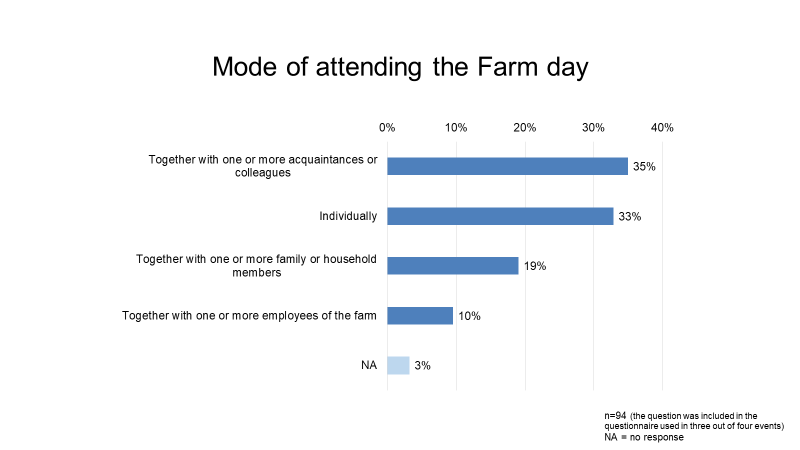 Mode of attending the Farm day
0% 10% 20% 30% 40%
Together with one or more acquaintances or
colleagues
35%
Individually
33%
Together with one or more family or household
members
19%
Together with one or more employees of the farm
10%
NA
3%
n=94 (the question was included in the
questionnaire used in three out of four events)
NA = no response